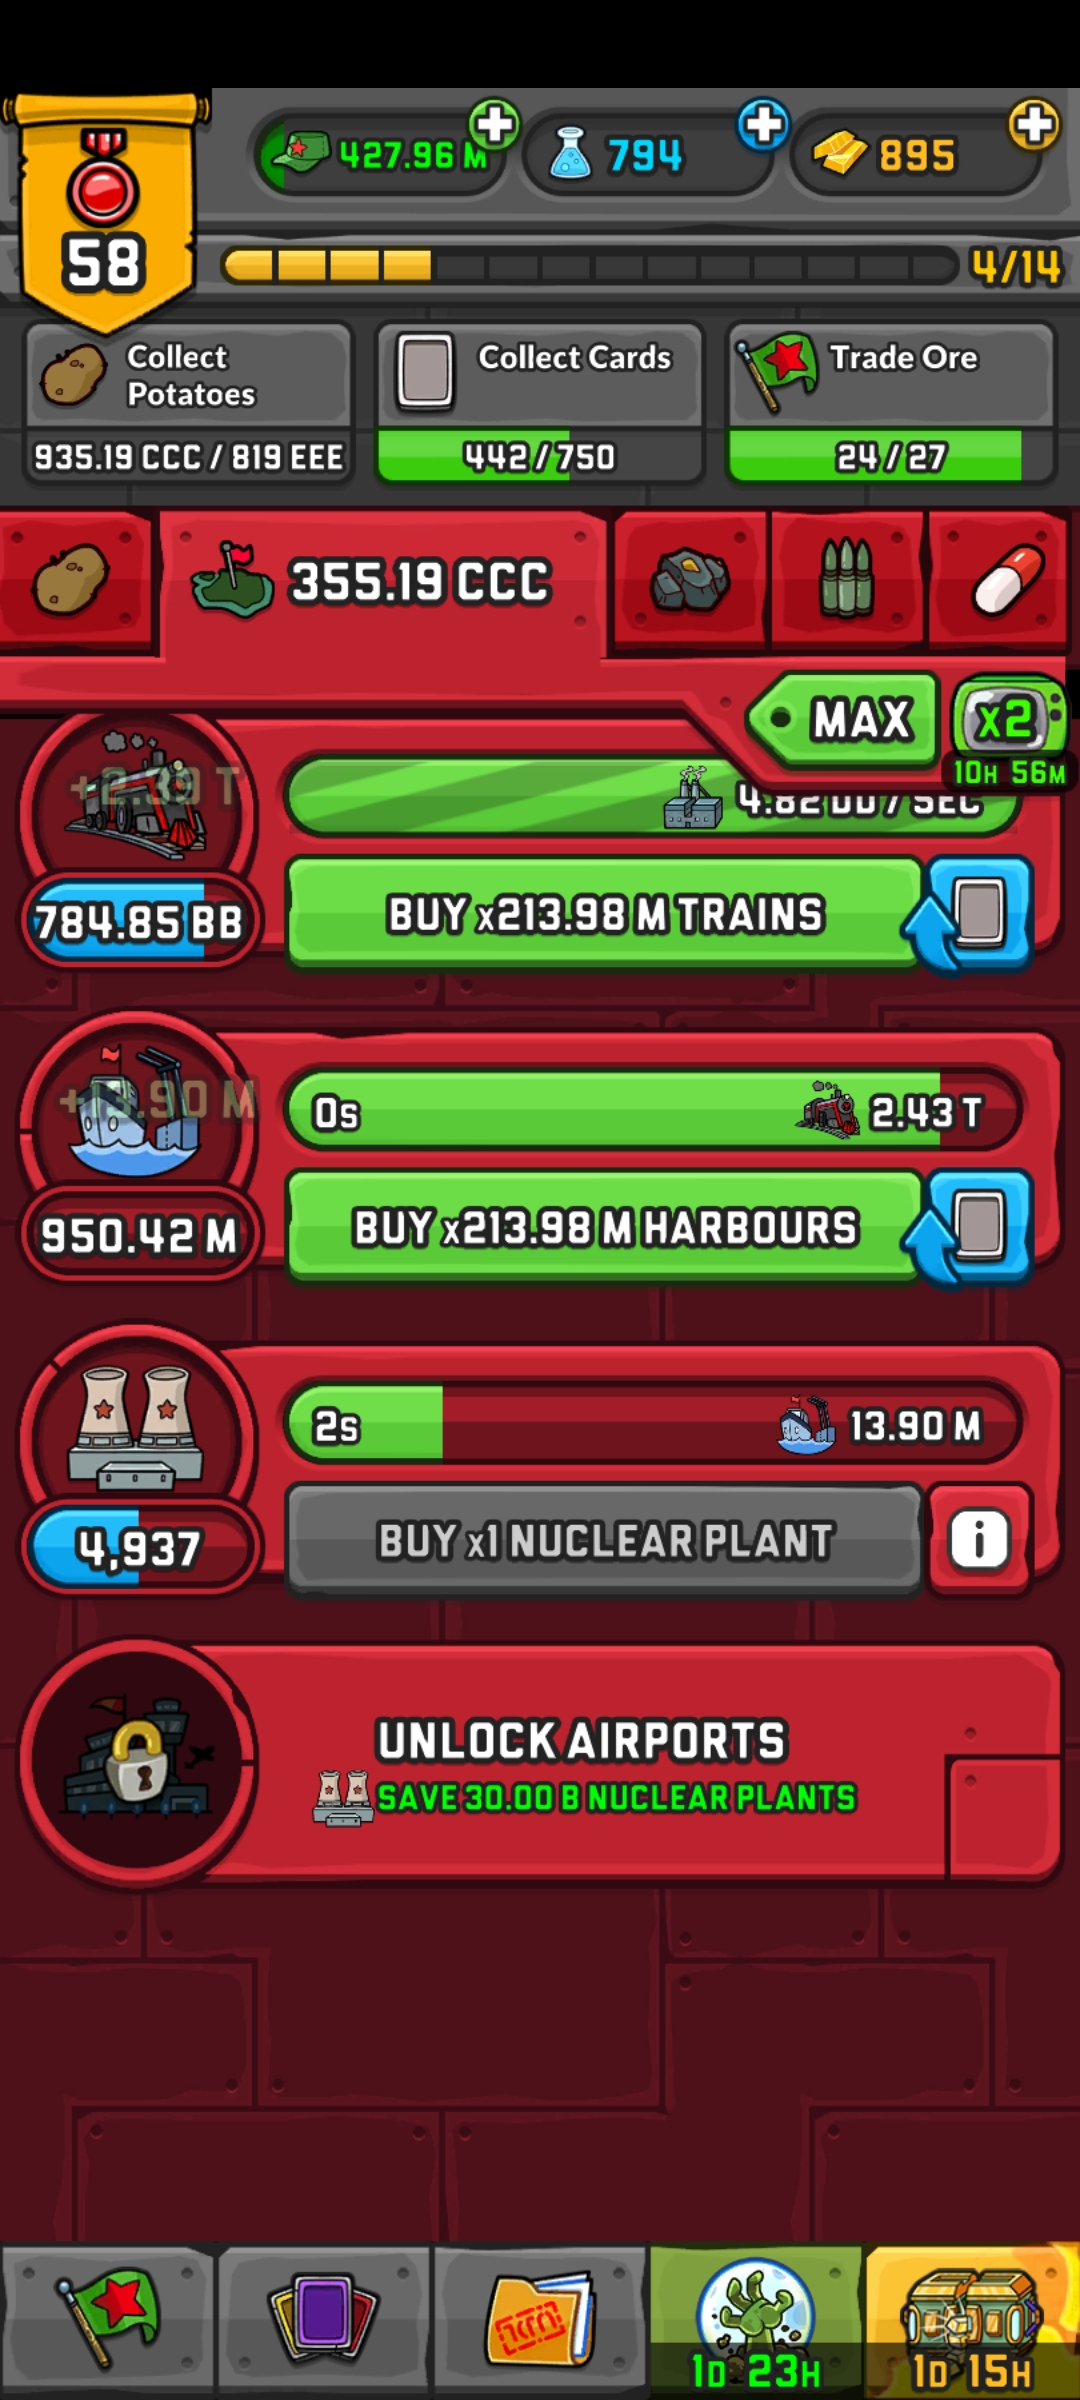 58
427.96 M
794
895
4/14
Collect
Potatoes
935.19 CCC / 819 EEE
Collect Cards
442/750
Trade Ore
24/27
355.19 CCC
MAX
x2
10H 56M
+2.39 T
4.82 DD / SEC
784.85 BB
BUY x213.98 M TRAINS
+13.90 M
0s
2.43 T
950.42 M
BUY x213.98 M HARBOURS
2s
13.90 M
4,937
BUY x1 NUCLEAR PLANT
i
UNLOCK AIRPORTS
SAVE 30.00 B NUCLEAR PLANTS
1D 23H
1D 15H